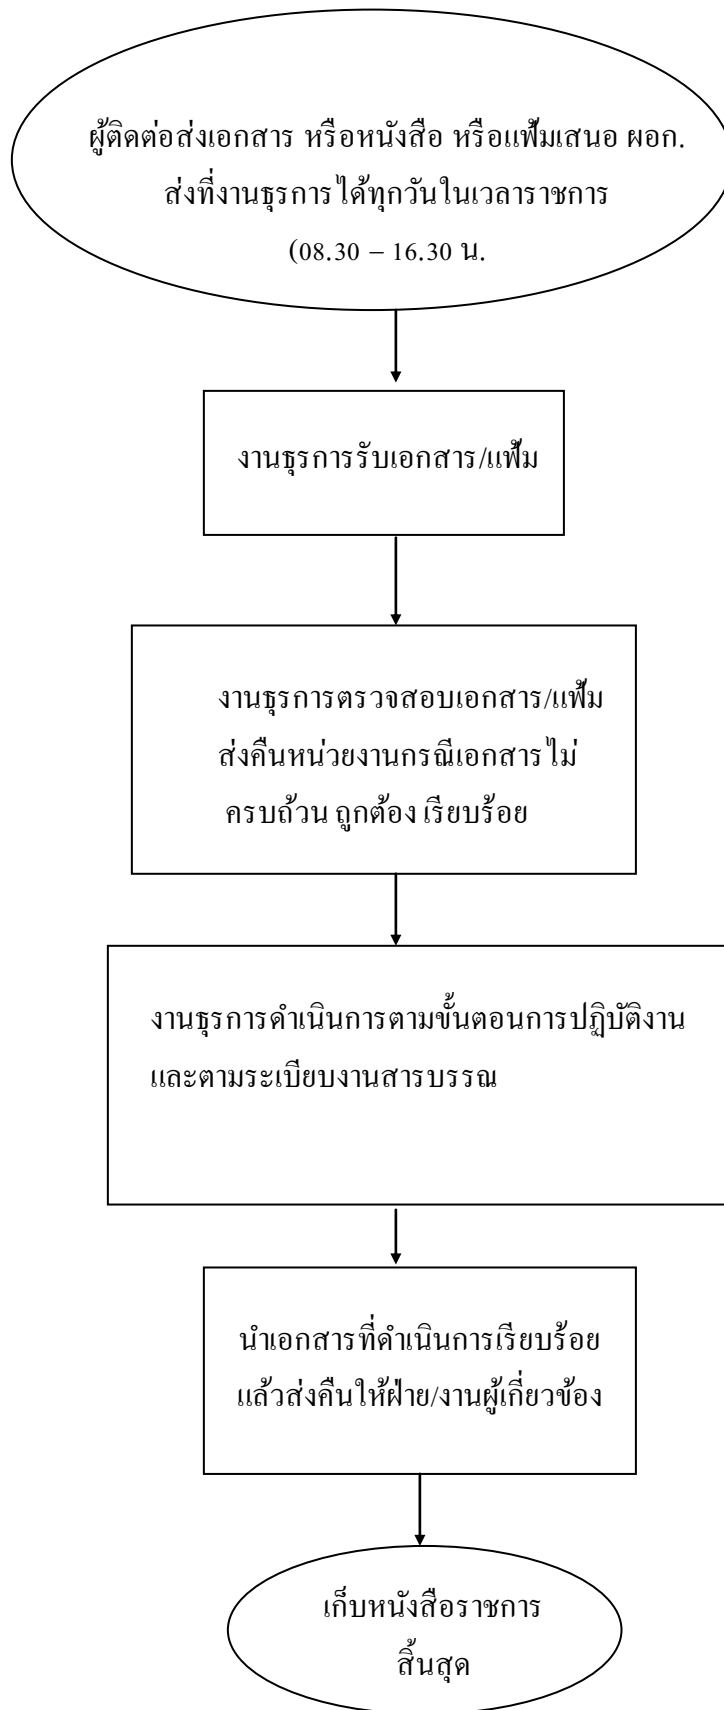 ผู้ติดต่อส่งเอกสาร หรือหนังสือ หรือแฟ้มเสนอ ผอก.
ส่งที่งานธุรการได้ทุกวันในเวลาราชการ
(08.30 – 16.30 น.
งานธุรการรับเอกสาร/แฟ้ม
งานธุรการตรวจสอบเอกสาร/แฟ้ม
ส่งคืนหน่วยงานกรณีเอกสารไม่
ครบถ้วน ถูกต้อง เรียบร้อย
งานธุรการดำเนินการตามขั้นตอนการปฏิบัติงาน
และตามระเบียบงานสารบรรณ
นำเอกสารที่ดำเนินการเรียบร้อย
แล้วส่งคืนให้ฝ่าย/งานผู้เกี่ยวข้อง
เก็บหนังสือราชการ
สิ้นสุด